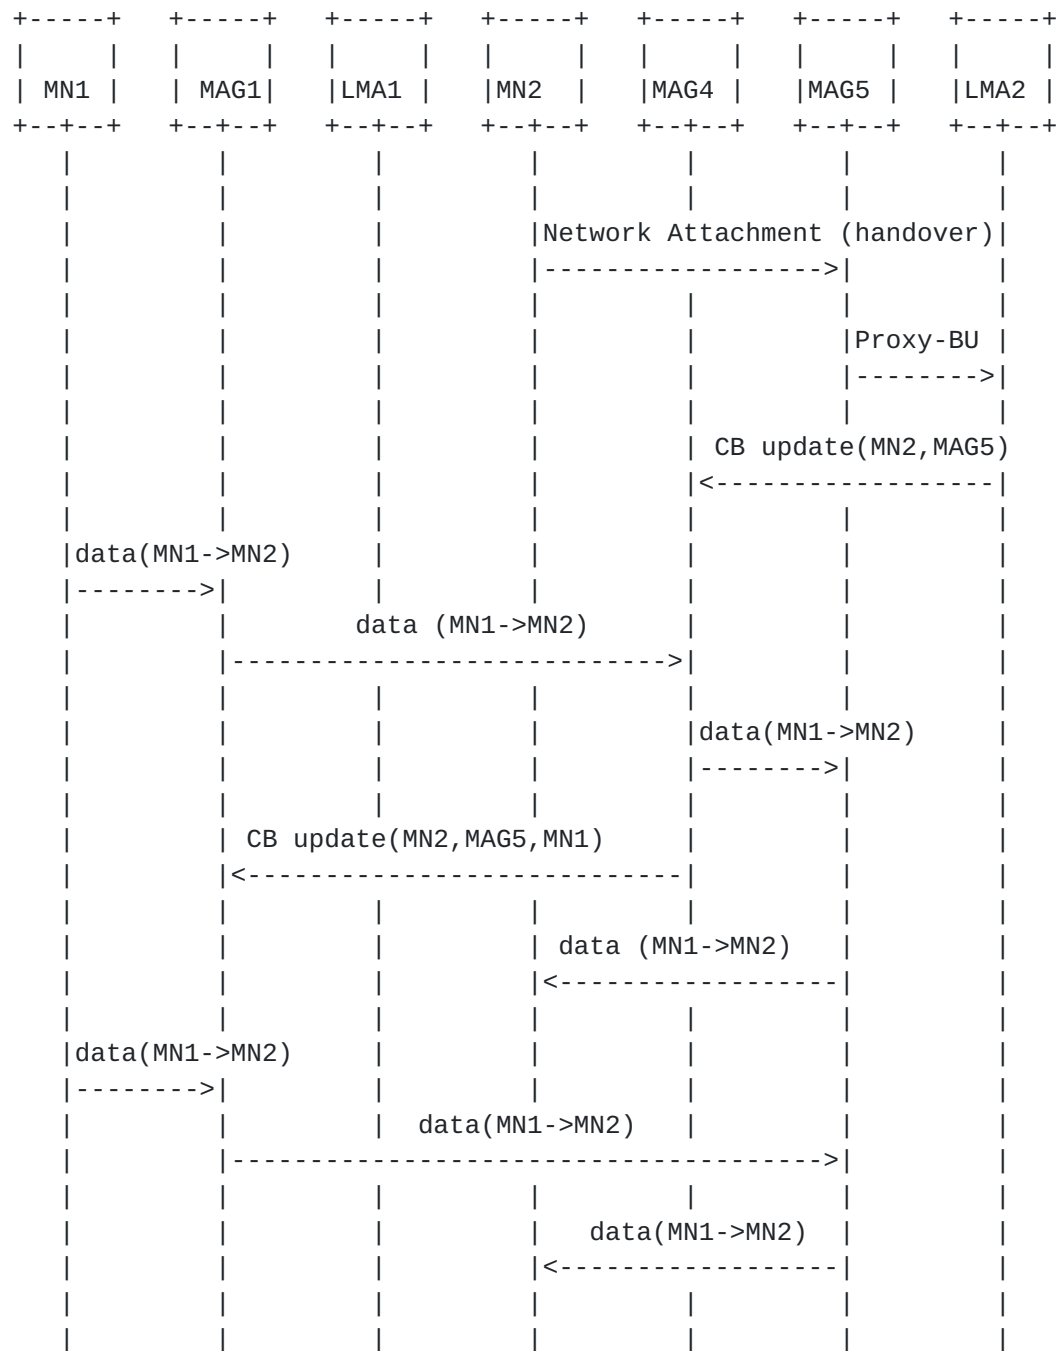 MN1 MAG1 LMA1 MN2 MAG4 MAG5 LMA2
Network Attachment (handover)
Proxy-BU
CB update(MN2,MAG5)
data(MN1->MN2)
data (MN1->MN2)
data(MN1->MN2)
CB update(MN2,MAG5,MN1)
data (MN1->MN2)
data(MN1->MN2)
data(MN1->MN2)
data(MN1->MN2)